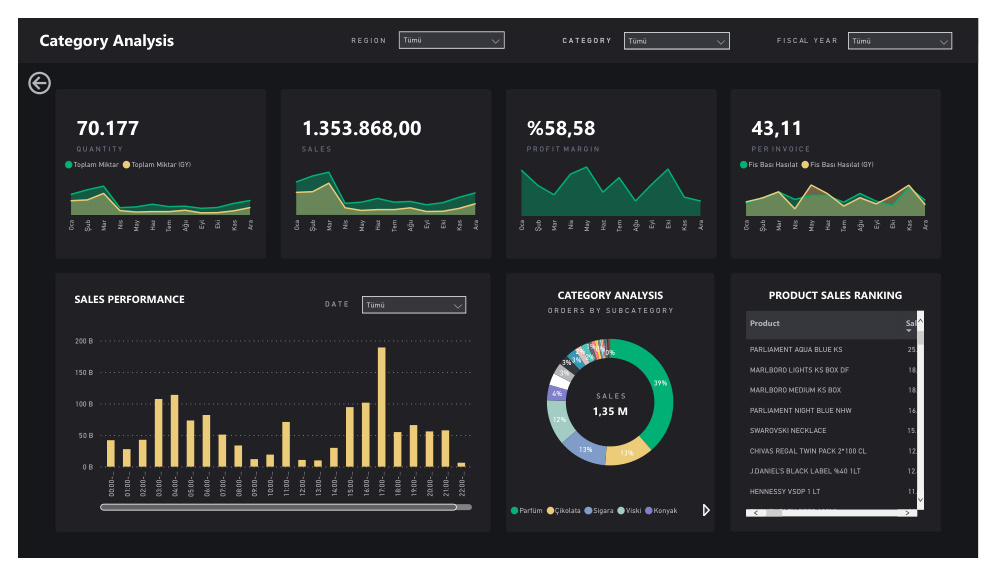 Category Analysis
REGION
Tümü
CATEGORY
Tümü
FISCAL YEAR
Tümü
70.177
QUANTITY
Toplam Miktar
Toplam Miktar (GY)
Oca Şub Mar Nis May Haz Tem Ağu Eyl Eki Kas Ara
1.353.868,00
SALES
Oca Şub Mar Nis May Haz Tem Ağu Eyl Eki Kas Ara
%58,58
PROFIT MARGIN
Oca Şub Mar Nis May Haz Tem Ağu Eyl Eki Kas Ara
43,11
PER INVOICE
Fis Bası Hasılat
Fis Bası Hasılat (GY)
Oca Şub Mar Nis May Haz Tem Ağu Eyl Eki Kas Ara
SALES PERFORMANCE
DATE
Tümü
200 B
150 B
100 B
50 B
0 B
00:00-… 01:00-… 02:00-… 03:00-… 04:00-… 05:00-… 06:00-… 07:00-… 08:00-… 09:00-… 10:00-… 11:00-… 12:00-… 13:00-… 14:00-… 15:00-… 16:00-… 17:00-… 18:00-… 19:00-… 20:00-… 21:00-… 22:00-…
CATEGORY ANALYSIS
ORDERS BY SUBCATEGORY
39%
13%
13%
12%
4%
3%
3%
3%
SALES
1,35 M
Parfüm
Çikolata
Sigara
Viski
Konyak
PRODUCT SALES RANKING
Product Sal
PARLIAMENT AQUA BLUE KS 25.
MARLBORO LIGHTS KS BOX DF 18.
MARLBORO MEDIUM KS BOX 18.
PARLIAMENT NIGHT BLUE NHW 16.
SWAROVSKI NECKLACE 15.
CHIVAS REGAL TWIN PACK 2*100 CL 12.
J.DANIEL'S BLACK LABEL %40 1LT 12.
HENNESSY VSOP 1 LT 11.